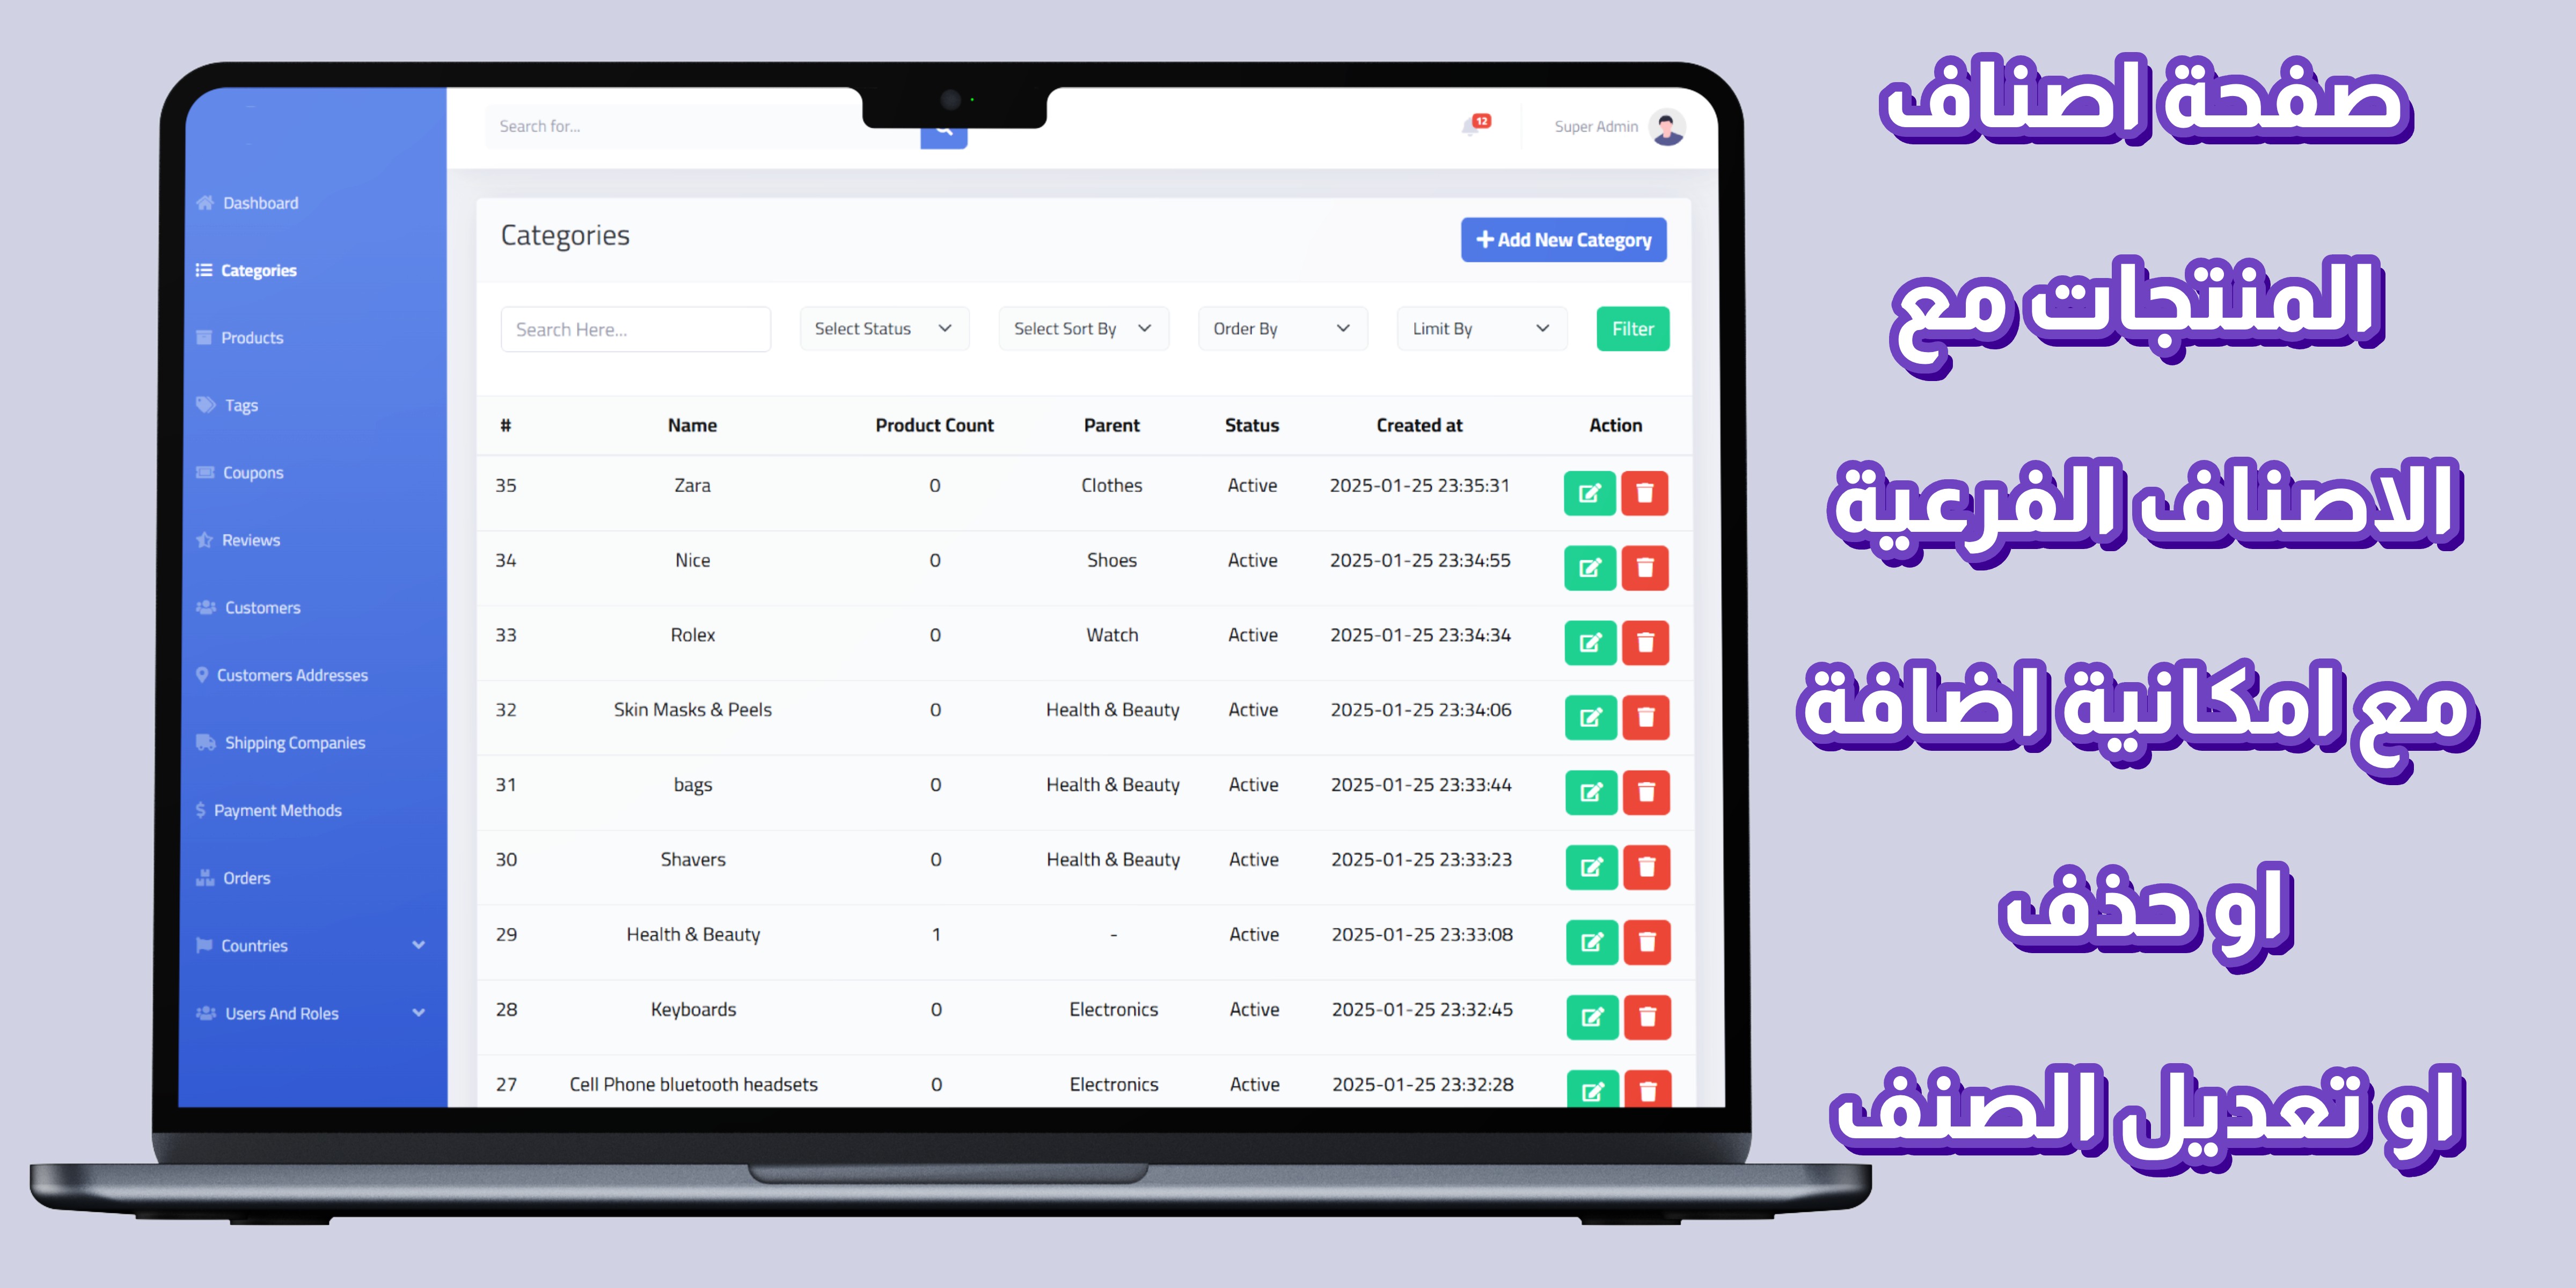 Search for...
12
Super Admin
Dashboard
Categories
Products
Tags
Coupons
Reviews
Customers
Customers Addresses
Shipping Companies
Payment Methods
Orders
Countries
Users And Roles
Categories
Add New Category
Search Here...
Select Status
Select Sort By
Order By
Limit By
Filter
# Name Product Count Parent Status Created at Action
35 Zara 0 Clothes Active 2025-01-25 23:35:31
34 Nice 0 Shoes Active 2025-01-25 23:34:55
33 Rolex 0 Watch Active 2025-01-25 23:34:34
32 Skin Masks & Peels 0 Health & Beauty Active 2025-01-25 23:34:06
31 bags 0 Health & Beauty Active 2025-01-25 23:33:44
30 Shavers 0 Health & Beauty Active 2025-01-25 23:33:23
29 Health & Beauty 1 - Active 2025-01-25 23:33:08
28 Keyboards 0 Electronics Active 2025-01-25 23:32:45
27 Cell Phone bluetooth headsets 0 Electronics Active 2025-01-25 23:32:28
صفحة اصناف
المنتجات مع
الاصناف الفرعية
مع امكانية اضافة
او حذف
او تعديل الصنف